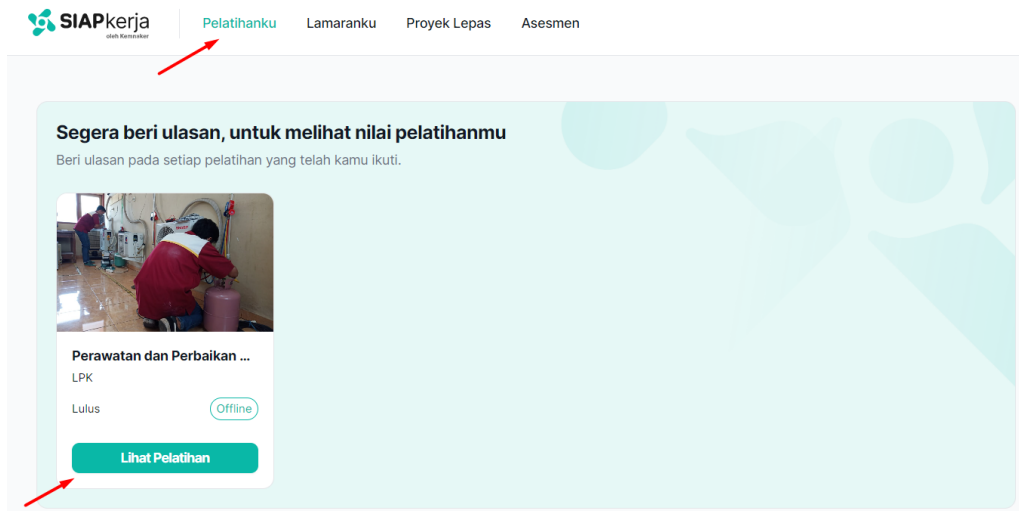 SIAPkerja
oleh Kemnaker
Pelatihanku
Lamaranku
Proyek Lepas
Asesmen
Segera beri ulasan, untuk melihat nilai pelatihanmu
Beri ulasan pada setiap pelatihan yang telah kamu ikuti.
Perawatan dan Perbaikan ...
LPK
Lulus
Offline
Lihat Pelatihan